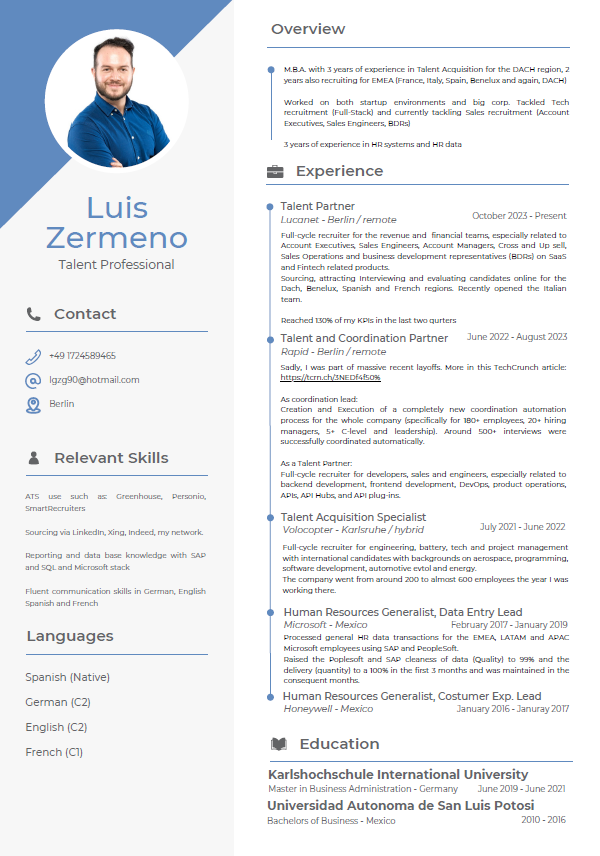 Luis
Zermeno
Talent Professional
Contact
+49 1724589465
lgzg90@hotmail.com
Berlin
Relevant Skills
ATS use such as: Greenhouse, Personio,
SmartRecruiters
Sourcing via LinkedIn, Xing, Indeed, my network.
Reporting and data base knowledge with SAP
and SQL and Microsoft stack
Fluent communication skills in German, English
Spanish and French
Languages
Spanish (Native)
German (C2)
English (C2)
French (C1)
Overview
M.B.A. with 3 years of experience in Talent Acquisition for the DACH region, 2
years also recruiting for EMEA (France, Italy, Spain, Benelux and again, DACH)
Worked on both startup environments and big corp. Tackled Tech
recruitment (Full-Stack) and currently tackling Sales recruitment (Account
Executives, Sales Engineers, BDRs)
3 years of experience in HR systems and HR data
Experience
Talent Partner
Lucanet - Berlin / remote October 2023 - Present
Full-cycle recruiter for the revenue and financial teams, especially related to
Account Executives, Sales Engineers, Account Managers, Cross and Up sell,
Sales Operations and business development representatives (BDRs) on SaaS
and Fintech related products.
Sourcing, attracting Interviewing and evaluating candidates online for the
Dach, Benelux, Spanish and French regions. Recently opened the Italian
team.
Reached 130% of my KPIs in the last two qurters
Talent and Coordination Partner June 2022 - August 2023
Rapid - Berlin / remote
Sadly, I was part of massive recent layoffs. More in this TechCrunch article:
https://tcrn.ch/3NEDf4f50%
As coordination lead:
Creation and Execution of a completely new coordination automation
process for the whole company (specifically for 180+ employees, 20+ hiring
managers, 5+ C-level and leadership). Around 500+ interviews were
successfully coordinated automatically.
As a Talent Partner:
Full-cycle recruiter for developers, sales and engineers, especially related to
backend development, frontend development, DevOps, product operations,
APIs, API Hubs, and API plug-ins.
Talent Acquisition Specialist
Volocopter - Karlsruhe / hybrid July 2021 - June 2022
Full-cycle recruiter for engineering, battery, tech and project management
with international candidates with backgrounds on aerospace, programming,
software development, automotive evtol and energy.
The company went from around 200 to almost 600 employees the year I was
working there.
Human Resources Generalist, Data Entry Lead
Microsoft - Mexico February 2017 - January 2019
Processed general HR data transactions for the EMEA, LATAM and APAC
Microsoft employees using SAP and PeopleSoft.
Raised the Poplesoft and SAP cleaness of data (Quality) to 99% and the
delivery (quantity) to a 100% in the first 3 months and was maintained in the
consequent months.
Human Resources Generalist, Costumer Exp. Lead
Honeywell - Mexico January 2016 - Januray 2017
Education
Karlshochschule International University
Master in Business Administration - Germany June 2019 - June 2021
Universidad Autonoma de San Luis Potosi
Bachelors of Business - Mexico 2010 - 2016